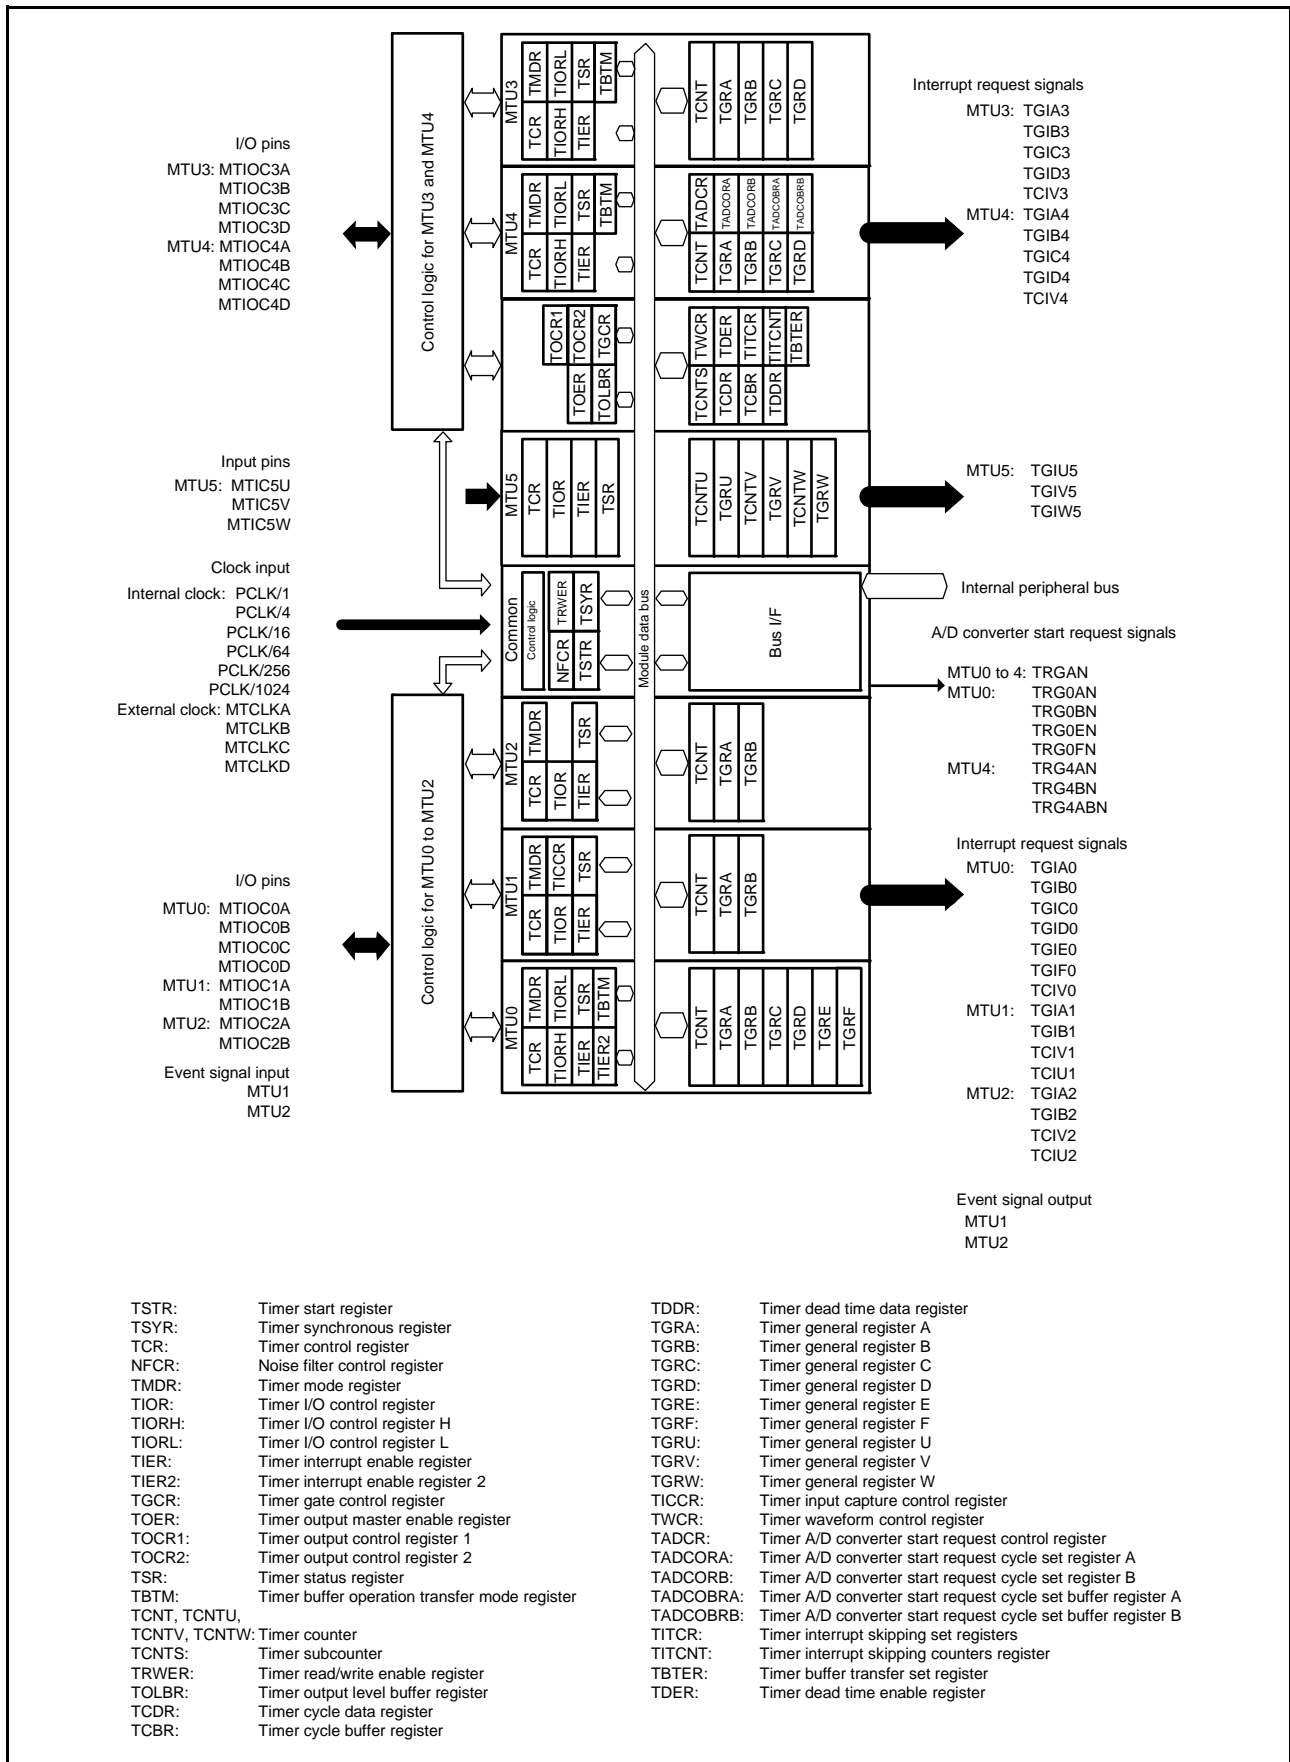 I/O pins
MTU3: MTIOC3A
MTIOC3B
MTIOC3C
MTIOC3D
MTU4: MTIOC4A
MTIOC4B
MTIOC4C
MTIOC4D
Input pins
MTU5: MTIC5U
MTIC5V
MTIC5W
Clock input
Internal clock: PCLK/1
PCLK/4
PCLK/16
PCLK/64
PCLK/256
PCLK/1024
External clock: MTCLKA
MTCLKB
MTCLKC
MTCLKD
I/O pins
MTU0: MTIOC0A
MTIOC0B
MTIOC0C
MTIOC0D
MTU1: MTIOC1A
MTIOC1B
MTU2: MTIOC2A
MTIOC2B
Event signal input
MTU1
MTU2
Control logic for MTU3 and MTU4
Control logic for MTU0 to MTU2
MTU3
TCR
TMDR
TIORH
TIORL
TIER
TSR
TBTM
TCNT
TGRA
TGRB
TGRC
TGRD
MTU4
TCR
TMDR
TIORH
TIORL
TIER
TSR
TBTM
TCNT
TADCR
TGRA
TADCORA
TGRB
TADCORB
TGRC
TADCOBRA
TGRD
TADCOBRB
TOCR1
TOER
TOCR2
TOLBR
TGCR
TCNTS
TWCR
TCDR
TDER
TCBR
TITCR
TDDR
TITCNT
TBTER
MTU5
TCR
TIOR
TIER
TSR
TCNTU
TGRU
TCNTV
TGRV
TCNTW
TGRW
Common
Control logic
NFCR
TRWER
TSTR
TSYR
Module data bus
Bus I/F
MTU2
TCR
TMDR
TIOR
TIER
TSR
TCNT
TGRA
TGRB
MTU1
TCR
TMDR
TIOR
TICCR
TIER
TSR
TCNT
TGRA
TGRB
MTU0
TCR
TMDR
TIORH
TIORL
TIER
TSR
TIER2
TBTM
TCNT
TGRA
TGRB
TGRC
TGRD
TGRE
TGRF
Interrupt request signals
MTU3: TGIA3
TGIB3
TGIC3
TGID3
TCIV3
MTU4: TGIA4
TGIB4
TGIC4
TGID4
TCIV4
MTU5: TGIU5
TGIV5
TGIW5
Internal peripheral bus
A/D converter start request signals
MTU0 to 4: TRGAN
MTU0: TRG0AN
TRG0BN
TRG0EN
TRG0FN
MTU4: TRG4AN
TRG4BN
TRG4ABN
Interrupt request signals
MTU0: TGIA0
TGIB0
TGIC0
TGID0
TGIE0
TGIF0
TCIV0
MTU1: TGIA1
TGIB1
TCIV1
TCIU1
MTU2: TGIA2
TGIB2
TCIV2
TCIU2
Event signal output
MTU1
MTU2
TSTR: Timer start register
TSYR: Timer synchronous register
TCR: Timer control register
NFCR: Noise filter control register
TMDR: Timer mode register
TIOR: Timer I/O control register
TIORH: Timer I/O control register H
TIORL: Timer I/O control register L
TIER: Timer interrupt enable register
TIER2: Timer interrupt enable register 2
TGCR: Timer gate control register
TOER: Timer output master enable register
TOCR1: Timer output control register 1
TOCR2: Timer output control register 2
TSR: Timer status register
TBTM: Timer buffer operation transfer mode register
TCNT, TCNTU,
TCNTV, TCNTW: Timer counter
TCNTS: Timer subcounter
TRWER: Timer read/write enable register
TOLBR: Timer output level buffer register
TCDR: Timer cycle data register
TCBR: Timer cycle buffer register
TDDR: Timer dead time data register
TGRA: Timer general register A
TGRB: Timer general register B
TGRC: Timer general register C
TGRD: Timer general register D
TGRE: Timer general register E
TGRF: Timer general register F
TGRU: Timer general register U
TGRV: Timer general register V
TGRW: Timer general register W
TICCR: Timer input capture control register
TWCR: Timer waveform control register
TADCR: Timer A/D converter start request control register
TADCORA: Timer A/D converter start request cycle set register A
TADCORB: Timer A/D converter start request cycle set register B
TADCOBRA: Timer A/D converter start request cycle set buffer register A
TADCOBRB: Timer A/D converter start request cycle set buffer register B
TITCR: Timer interrupt skipping set registers
TITCNT: Timer interrupt skipping counters register
TBTER: Timer buffer transfer set register
TDER: Timer dead time enable register